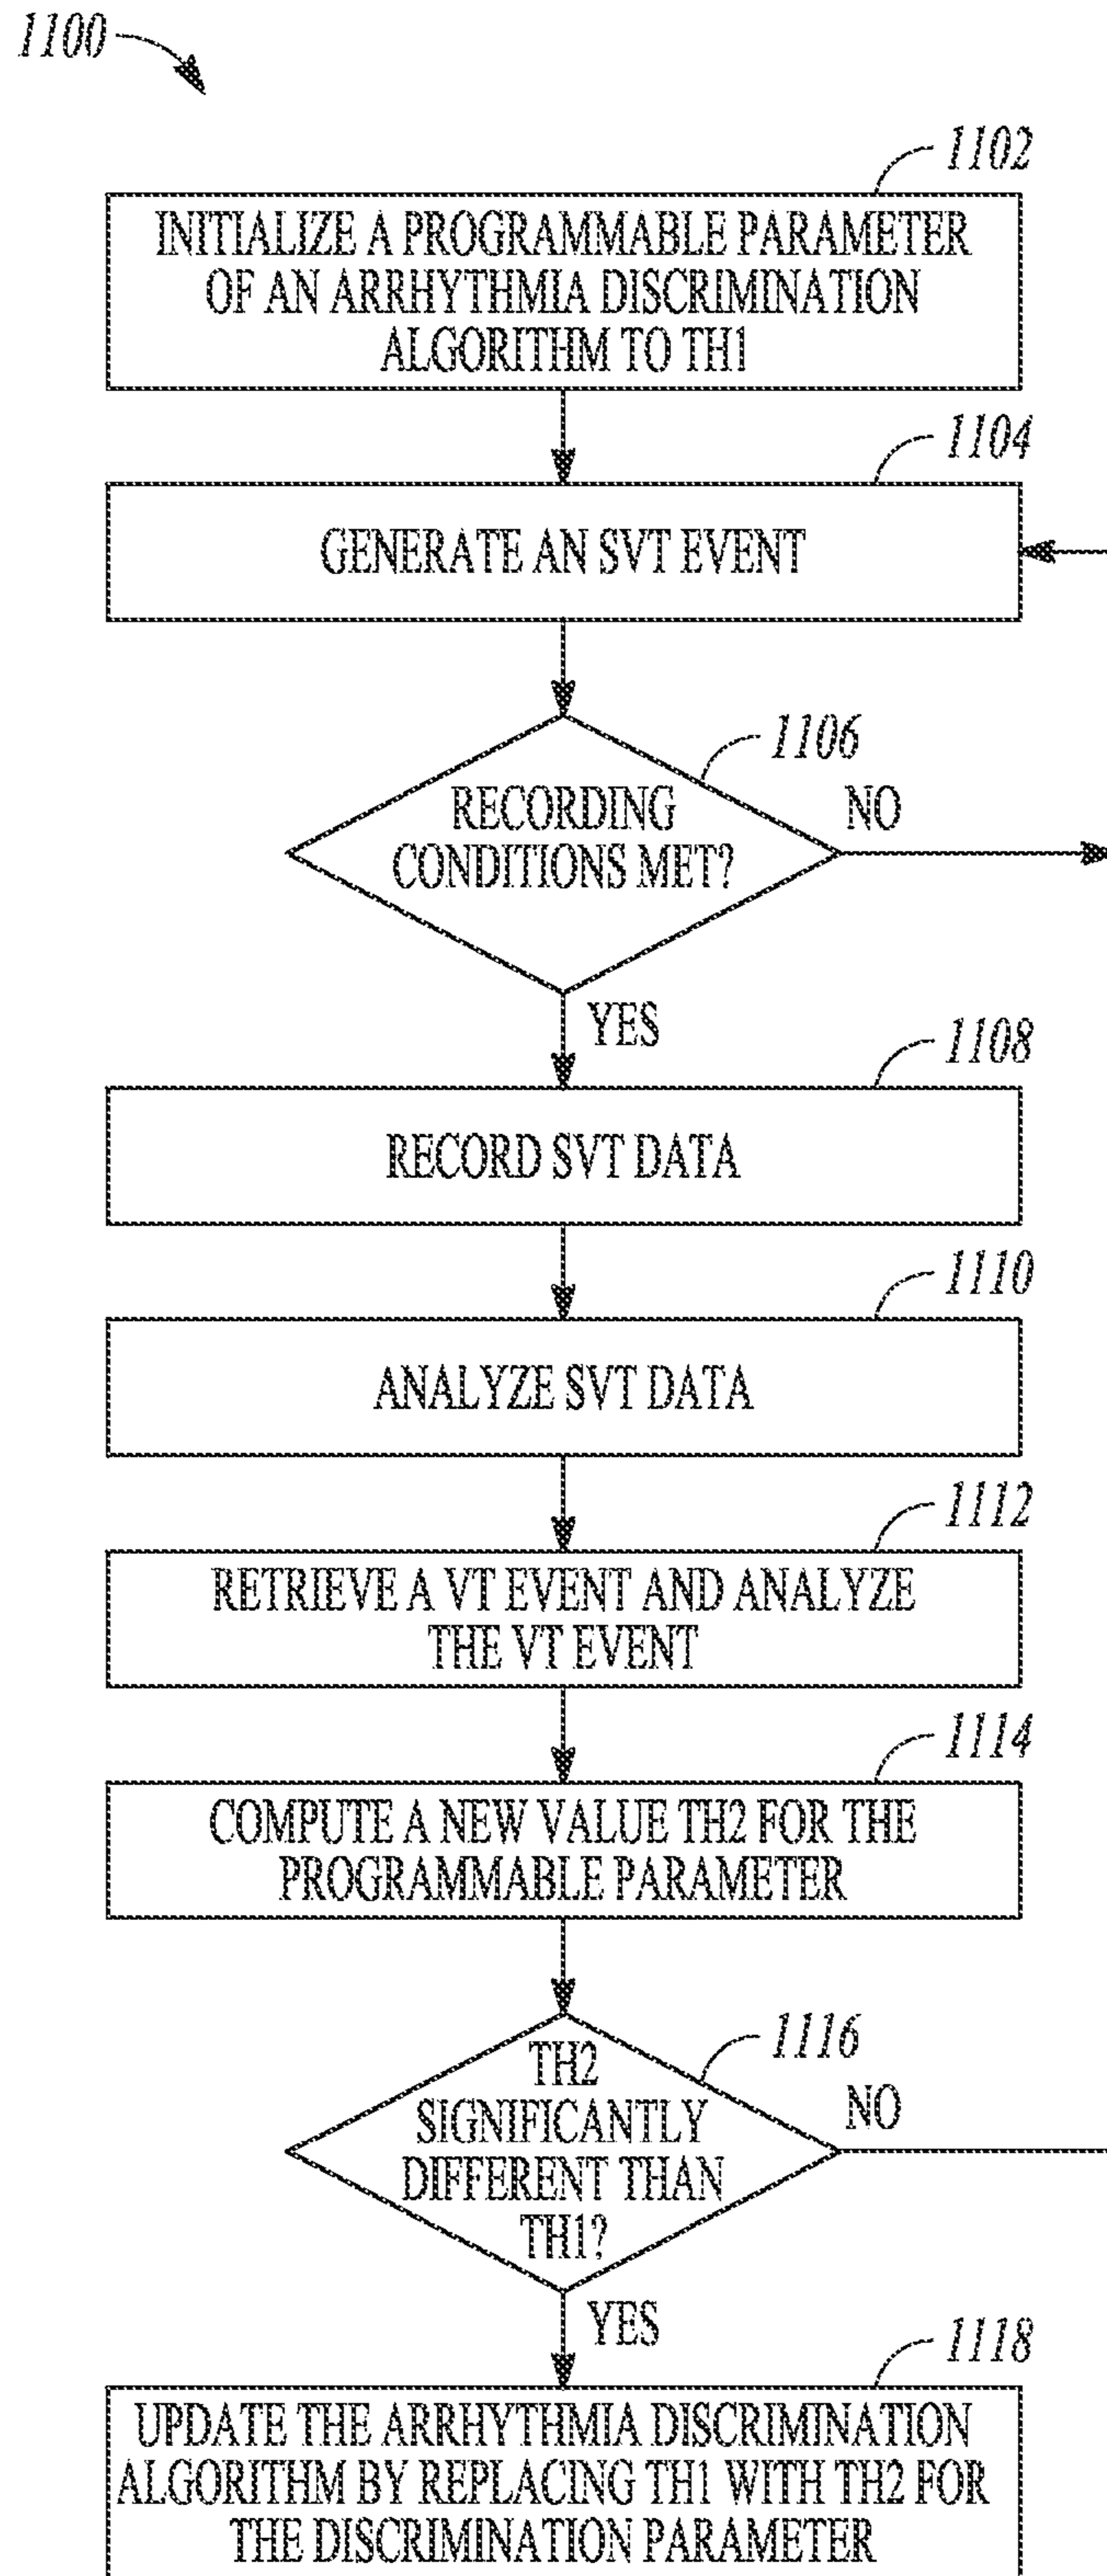 1100
1102
INITIALIZE A PROGRAMMABLE PARAMETER
OF AN ARRHYTHMIA DISCRIMINATION
ALGORITHM TO TH1
1104
GENERATE AN SVT EVENT
1106
RECORDING
CONDITIONS MET?
NO
YES
1108
RECORD SVT DATA
1110
ANALYZE SVT DATA
1112
RETRIEVE A VT EVENT AND ANALYZE
THE VT EVENT
1114
COMPUTE A NEW VALUE TH2 FOR THE
PROGRAMMABLE PARAMETER
1116
TH2
SIGNIFICANTLY
DIFFERENT THAN
TH1?
NO
YES
1118
UPDATE THE ARRHYTHMIA DISCRIMINATION
ALGORITHM BY REPLACING TH1 WITH TH2 FOR
THE DISCRIMINATION PARAMETER